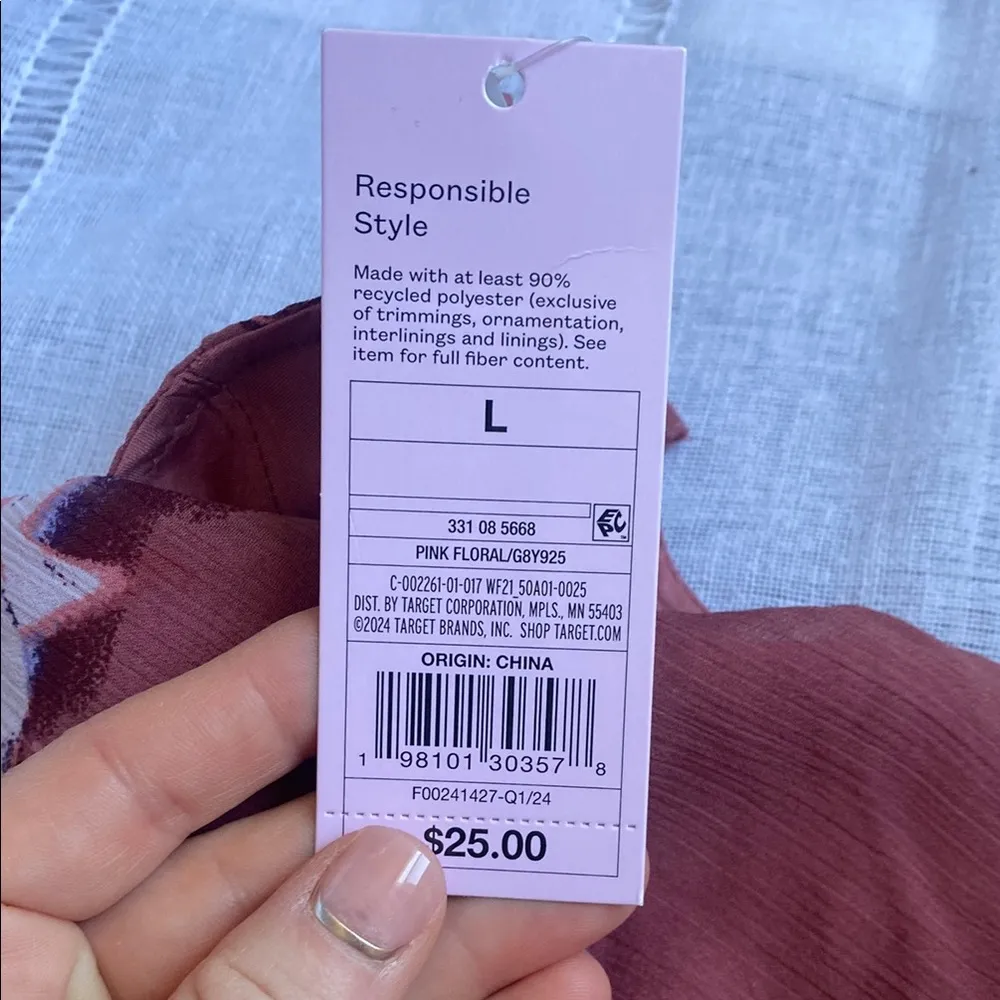 Responsible
Style
Made with at least 90%
recycled polyester (exclusive
of trimmings, ornamentation,
interlinings and linings). See
item for full fiber content.
L
331 08 5668
EPC
PINK FLORAL/G8Y925
C-002261-01-017 WF21_50A01-0025
DIST. BY TARGET CORPORATION, MPLS., MN 55403
©2024 TARGET BRANDS, INC. SHOP TARGET.COM
ORIGIN: CHINA
1 98101 30357 8
F00241427-Q1/24
$25.00